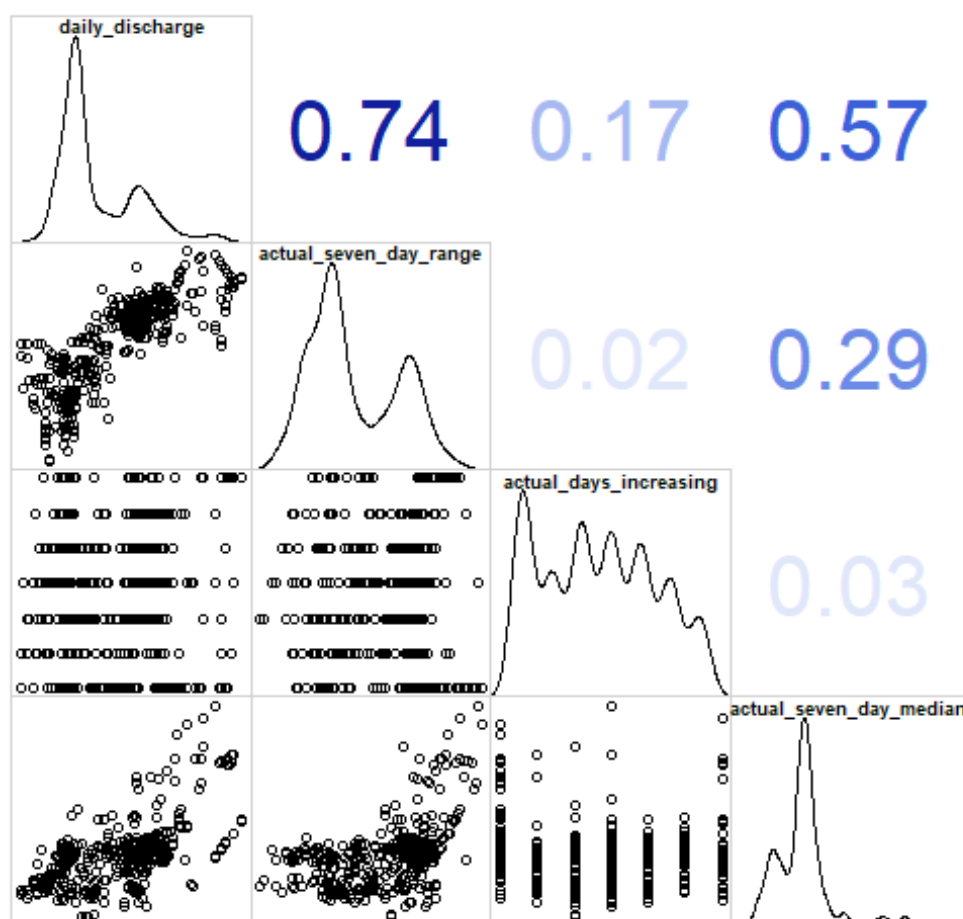 daily_discharge
0.74
0.17
0.57
actual_seven_day_range
0.02
0.29
actual_days_increasing
0.03
actual_seven_day_median